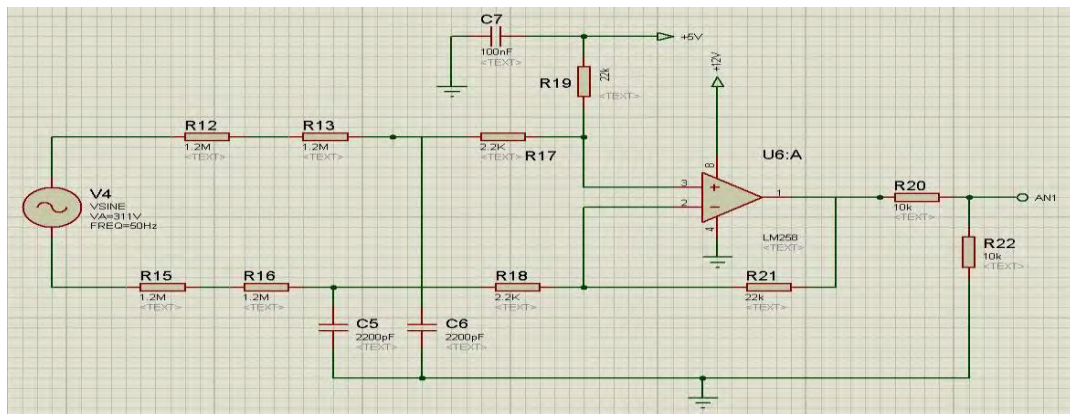 C7
100nF
<TEXT>
+5V
R19
22k
<TEXT>
+12V
R12
1.2M
<TEXT>
R13
1.2M
<TEXT>
R17
2.2K
<TEXT>
V4
VSINE
VA=311V
FREQ=50Hz
U6:A
3
2
8
4
1
LM258
<TEXT>
R20
10k
<TEXT>
AN1
R22
10k
<TEXT>
R15
1.2M
<TEXT>
R16
1.2M
<TEXT>
R18
2.2K
<TEXT>
R21
22k
<TEXT>
C5
2200pF
<TEXT>
C6
2200pF
<TEXT>